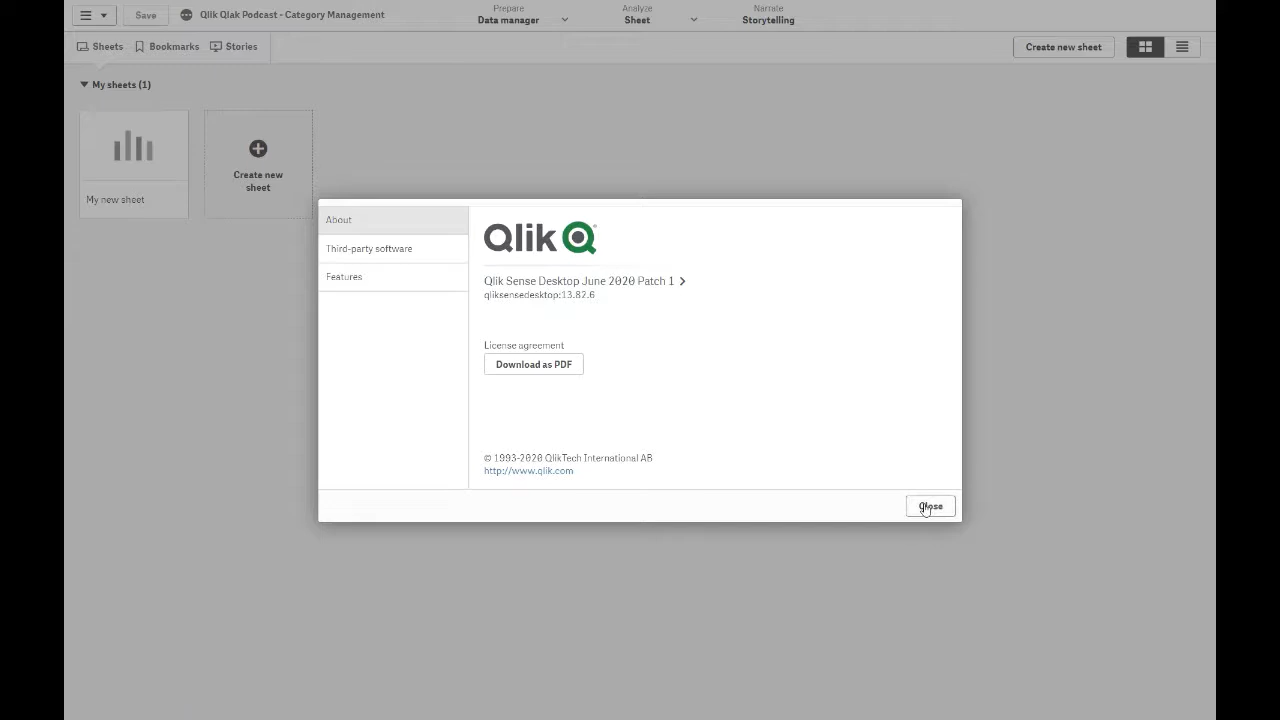 Save
Qlik Qlak Podcast - Category Management
Prepare
Data manager
Analyze
Sheet
Narrate
Storytelling
Sheets
Bookmarks
Stories
Create new sheet
My sheets (1)
My new sheet
Create new
sheet
About
Third-party software
Features
Qlik
Qlik Sense Desktop June 2020 Patch 1
qliksensedesktop:13.82.6
License agreement
Download as PDF
© 1993-2020 QlikTech International AB
http://www.qlik.com
Close